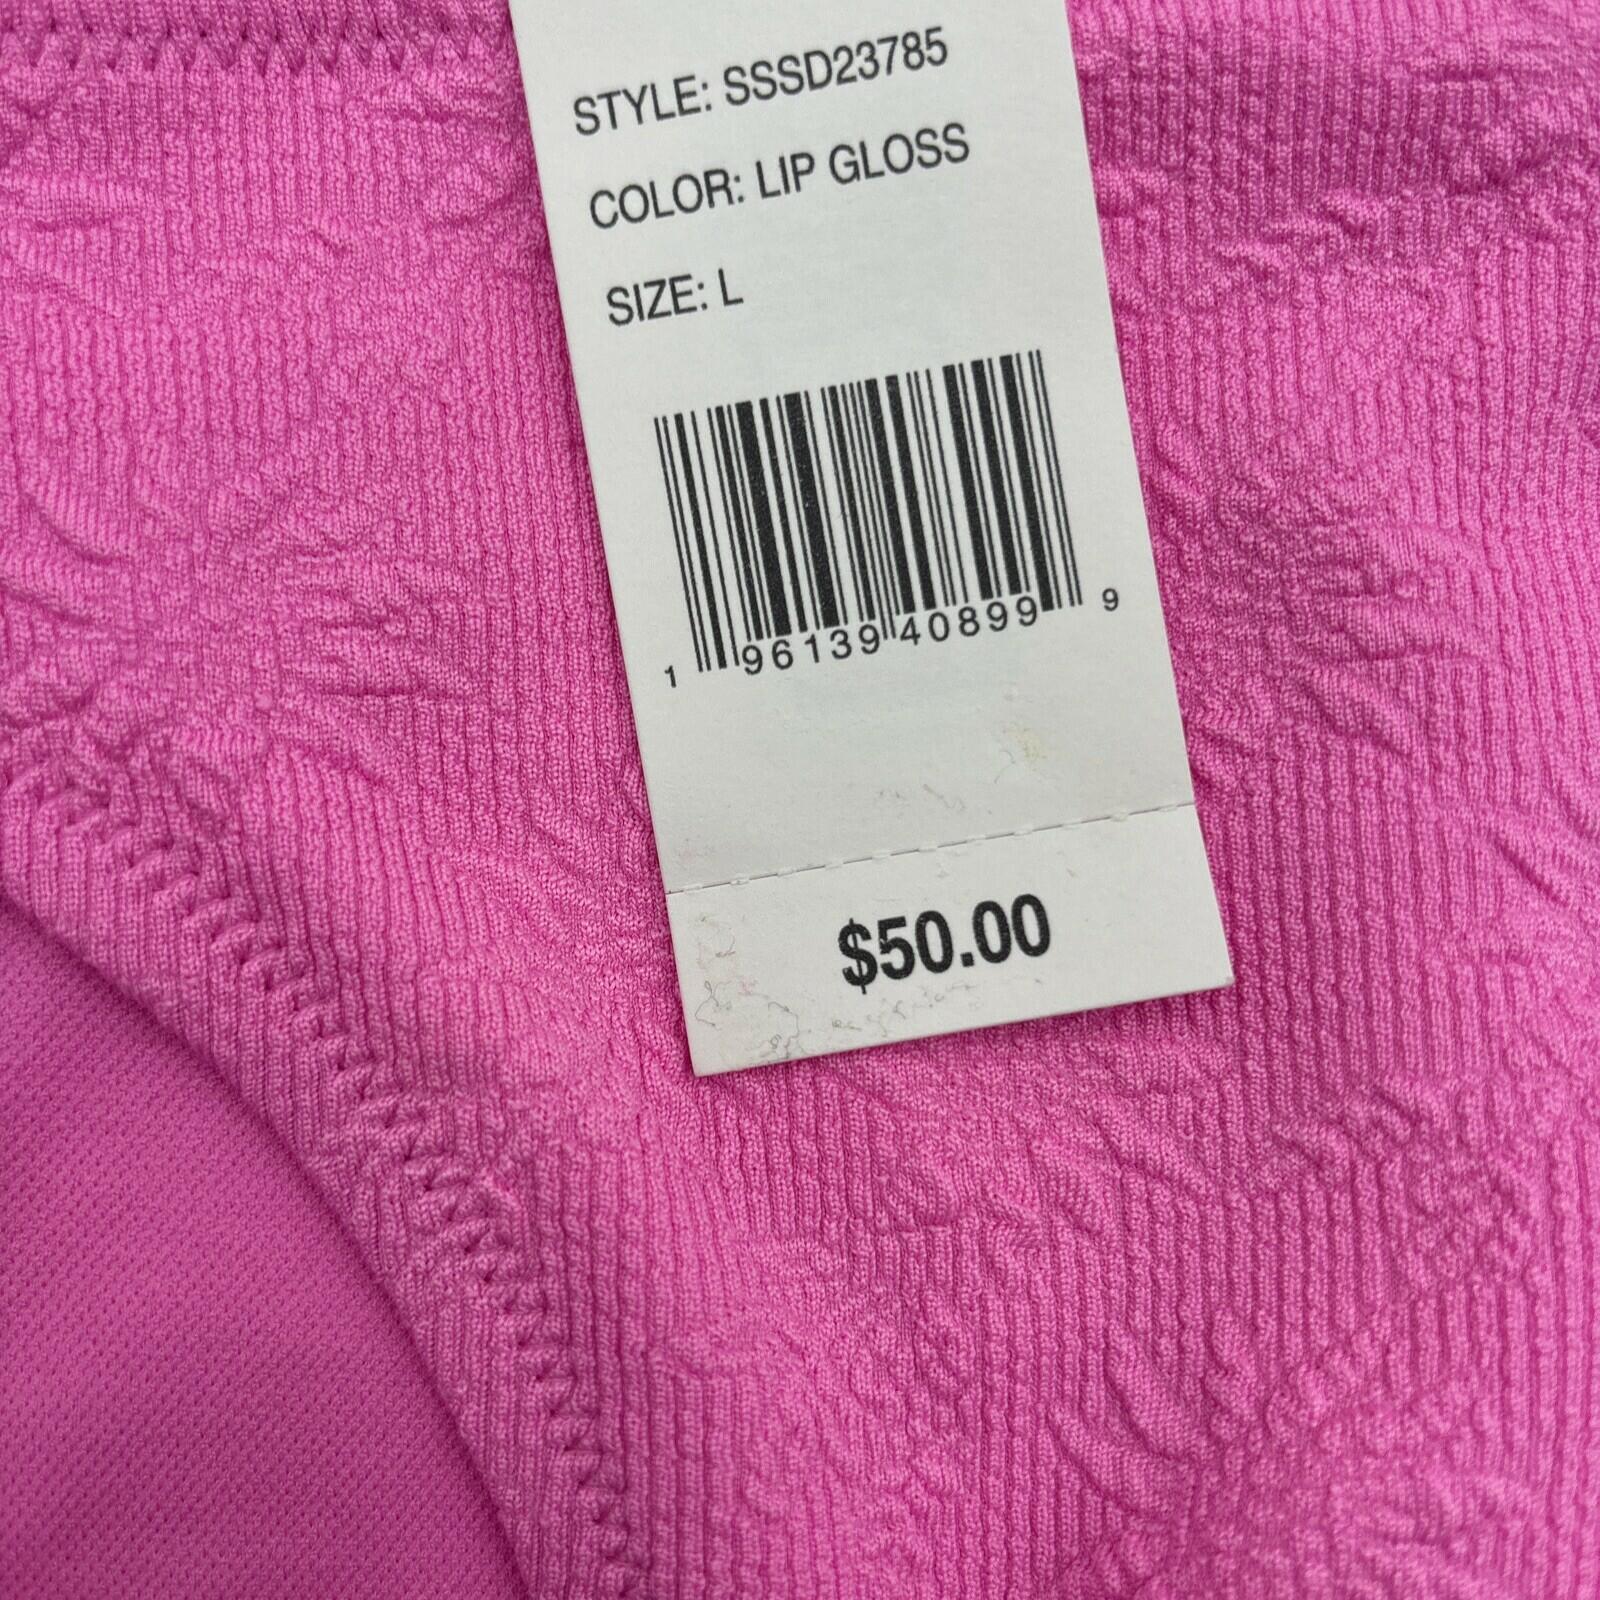 STYLE: SSSD23785
COLOR: LIP GLOSS
SIZE: L
1 96139 40899 9
$50.00